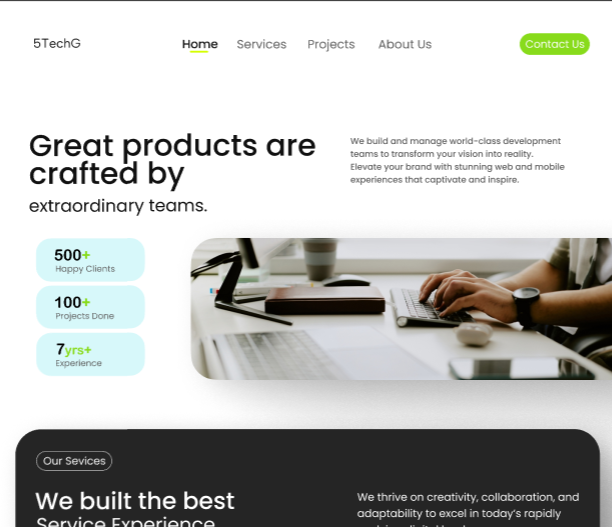 5TechG
Home
Services
Projects
About Us
Contact Us
Great products are
crafted by
extraordinary teams.
We build and manage world-class development
teams to transform your vision into reality.
Elevate your brand with stunning web and mobile
experiences that captivate and inspire.
500+
Happy Clients
100+
Projects Done
7yrs+
Experience
Our Sevices
We built the best
Service Experience
We thrive on creativity, collaboration, and
adaptability to excel in today's rapidly